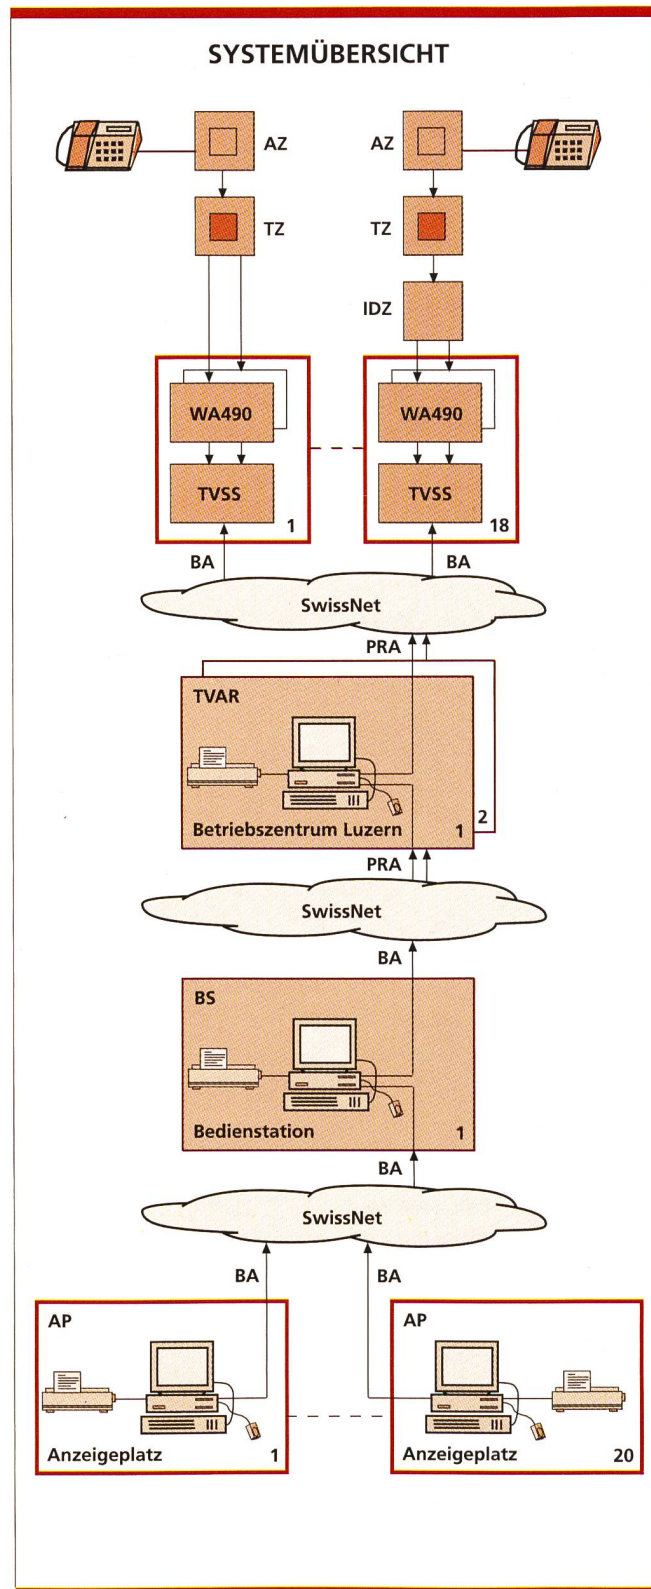 SYSTEMÜBERSICHT
AZ AZ
TZ TZ
IDZ
WA490 WA490
TVSS TVSS
1 18
BA BA
SwissNet
PRA
TVAR
Betriebszentrum Luzern 1 2
PRA
SwissNet
BA
BS
Bedienstation 1
BA
SwissNet
BA BA
AP AP
Anzeigeplatz 1 Anzeigeplatz 20